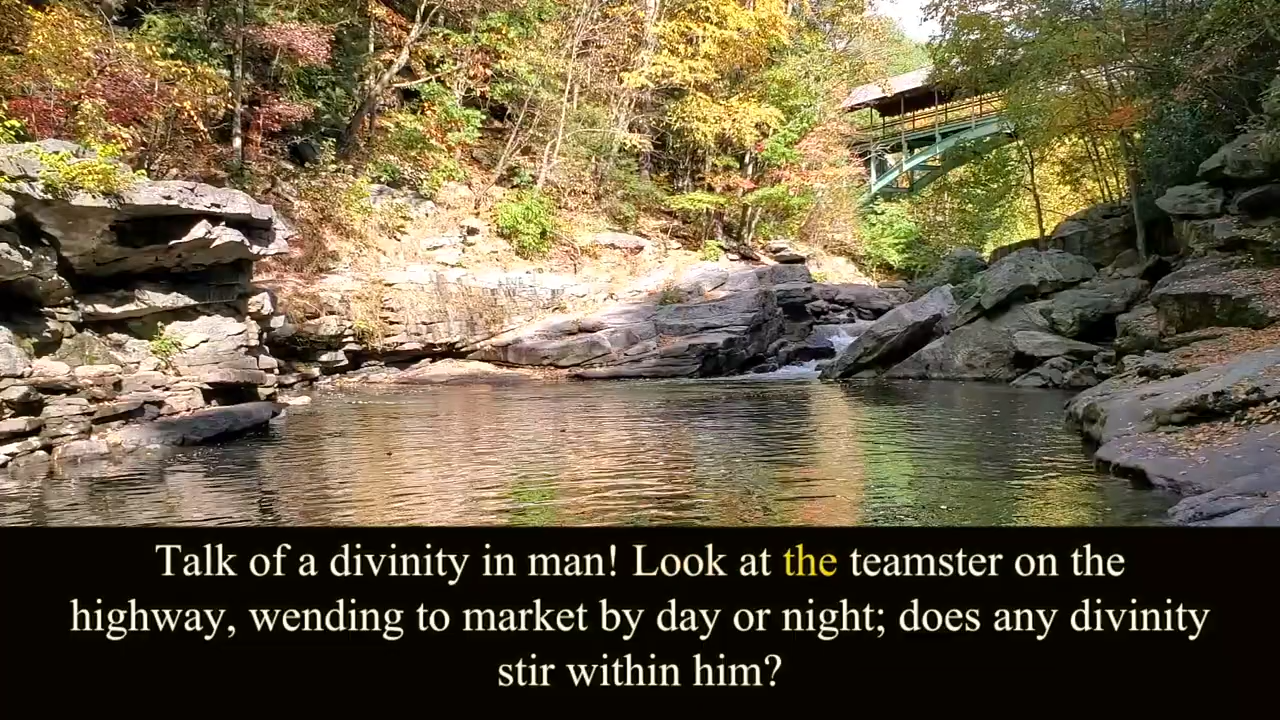 Talk of a divinity in man! Look at the teamster on the
highway, wending to market by day or night; does any divinity
stir within him?